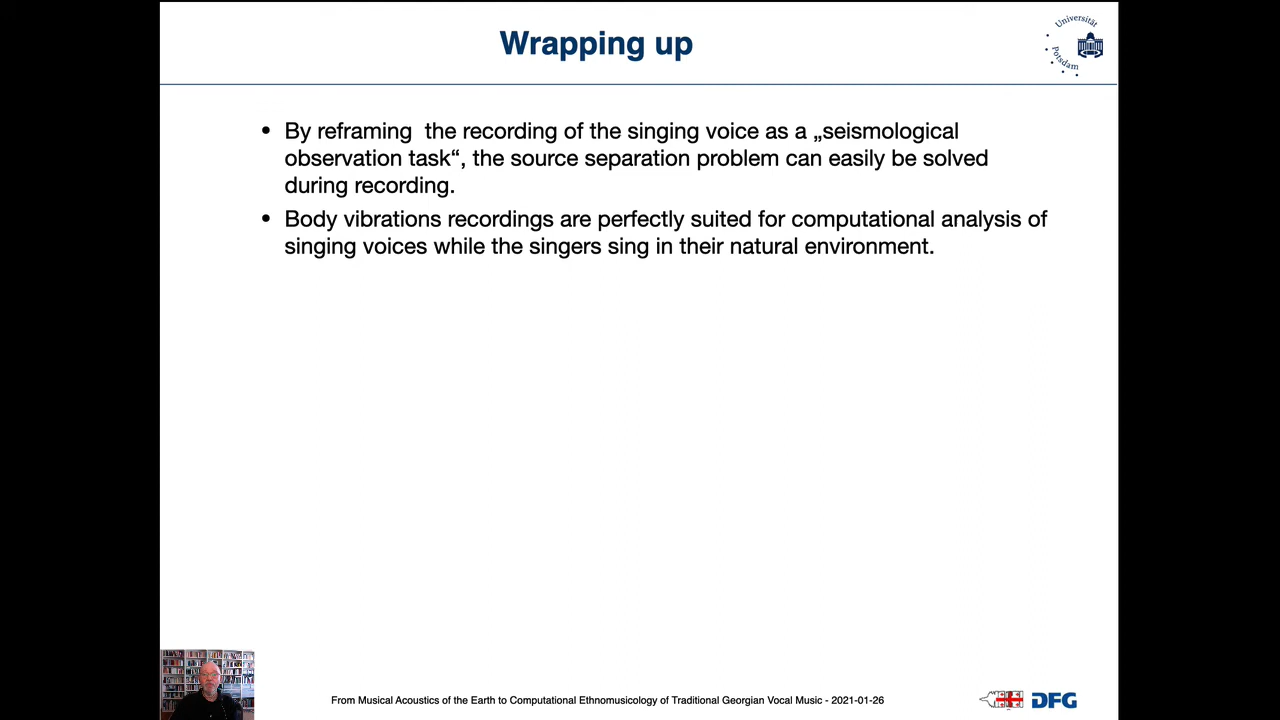 Wrapping up
Universität
Potsdam
• By reframing  the recording of the singing voice as a „seismological
observation task“, the source separation problem can easily be solved
during recording.
• Body vibrations recordings are perfectly suited for computational analysis of
singing voices while the singers sing in their natural environment.
From Musical Acoustics of the Earth to Computational Ethnomusicology of Traditional Georgian Vocal Music - 2021-01-26
DFG